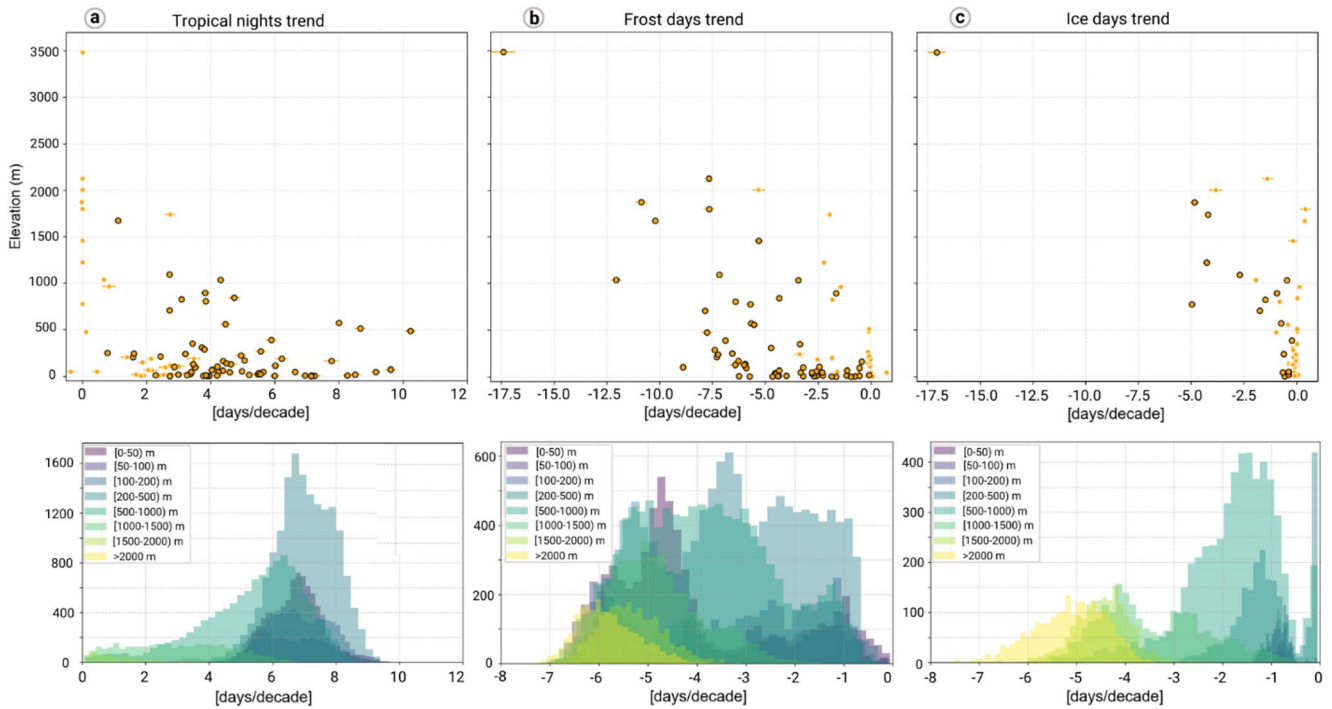 a Tropical nights trend
b Frost days trend
c Ice days trend
Elevation (m)
3500
3000
2500
2000
1500
1000
500
0
0 2 4 6 8 10 12
[days/decade]
-17.5 -15.0 -12.5 -10.0 -7.5 -5.0 -2.5 0.0
[days/decade]
-17.5 -15.0 -12.5 -10.0 -7.5 -5.0 -2.5 0.0
[days/decade]
1600
1200
800
400
0
[0-50) m
[50-100) m
[100-200) m
[200-500) m
[500-1000) m
[1000-1500) m
[1500-2000) m
>2000 m
0 2 4 6 8 10 12
[days/decade]
600
400
200
0
[0-50) m
[50-100) m
[100-200) m
[200-500) m
[500-1000) m
[1000-1500) m
[1500-2000) m
>2000 m
-7 -6 -5 -4 -3 -2 -1 0
[days/decade]
400
300
200
100
0
[0-50) m
[50-100) m
[100-200) m
[200-500) m
[500-1000) m
[1000-1500) m
[1500-2000) m
>2000 m
-8 -7 -6 -5 -4 -3 -2 -1 0
[days/decade]